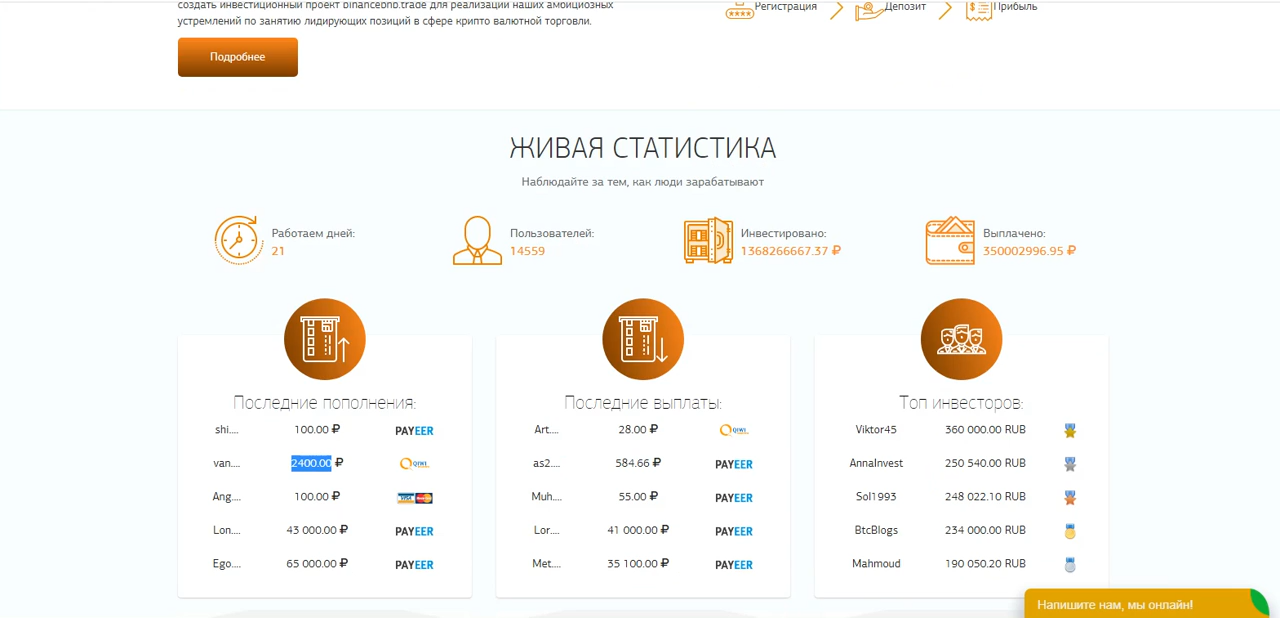 создать инвестиционный проект binancebnb.trade для реализации наших амбициозных
устремлений по занятию лидирующих позиций в сфере крипто валютной торговли.
Регистрация Депозит Прибыль
Подробнее
ЖИВАЯ СТАТИСТИКА
Наблюдайте за тем, как люди зарабатывают
Работаем дней:
21
Пользователей:
14559
Инвестировано:
1368266667.37 ₽
Выплачено:
350002996.95 ₽
Последние пополнения:
shi.... 100.00 ₽ PAYEER
van.... 2400.00 ₽ QIWI
Ang.... 100.00 ₽ VISA MasterCard
Lon.... 43 000.00 ₽ PAYEER
Ego.... 65 000.00 ₽ PAYEER
Последние выплаты:
Art.... 28.00 ₽ QIWI
as2.... 584.66 ₽ PAYEER
Muh.... 55.00 ₽ PAYEER
Lor.... 41 000.00 ₽ PAYEER
Met.... 35 100.00 ₽ PAYEER
Топ инвесторов:
Viktor45 360 000.00 RUB
AnnaInvest 250 540.00 RUB
Sol1993 248 022.10 RUB
BtcBlogs 234 000.00 RUB
Mahmoud 190 050.20 RUB
Напишите нам, мы онлайн!